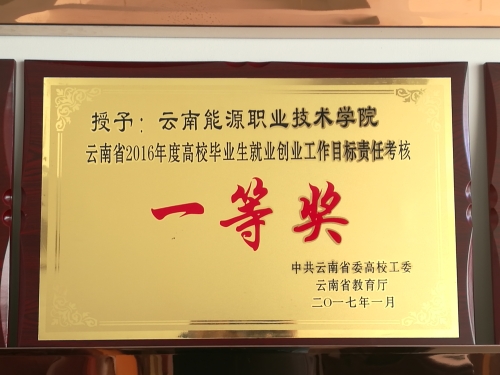 授予：云南能源职业技术学院
云南省2016年度高校毕业生就业创业工作目标责任考核
一等奖
中共云南省委高校工委
云南省教育厅
二〇一七年一月